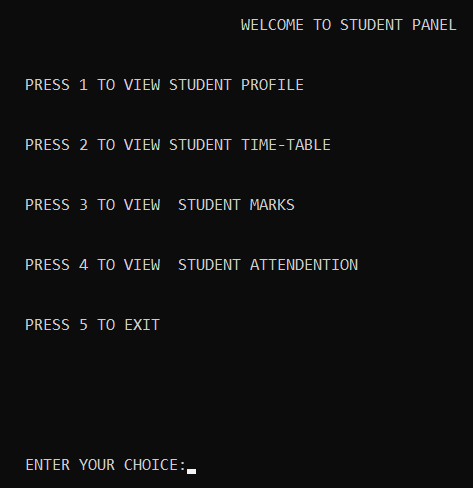 WELCOME TO STUDENT PANEL
PRESS 1 TO VIEW STUDENT PROFILE
PRESS 2 TO VIEW STUDENT TIME-TABLE
PRESS 3 TO VIEW  STUDENT MARKS
PRESS 4 TO VIEW  STUDENT ATTENDENTION
PRESS 5 TO EXIT
ENTER YOUR CHOICE: